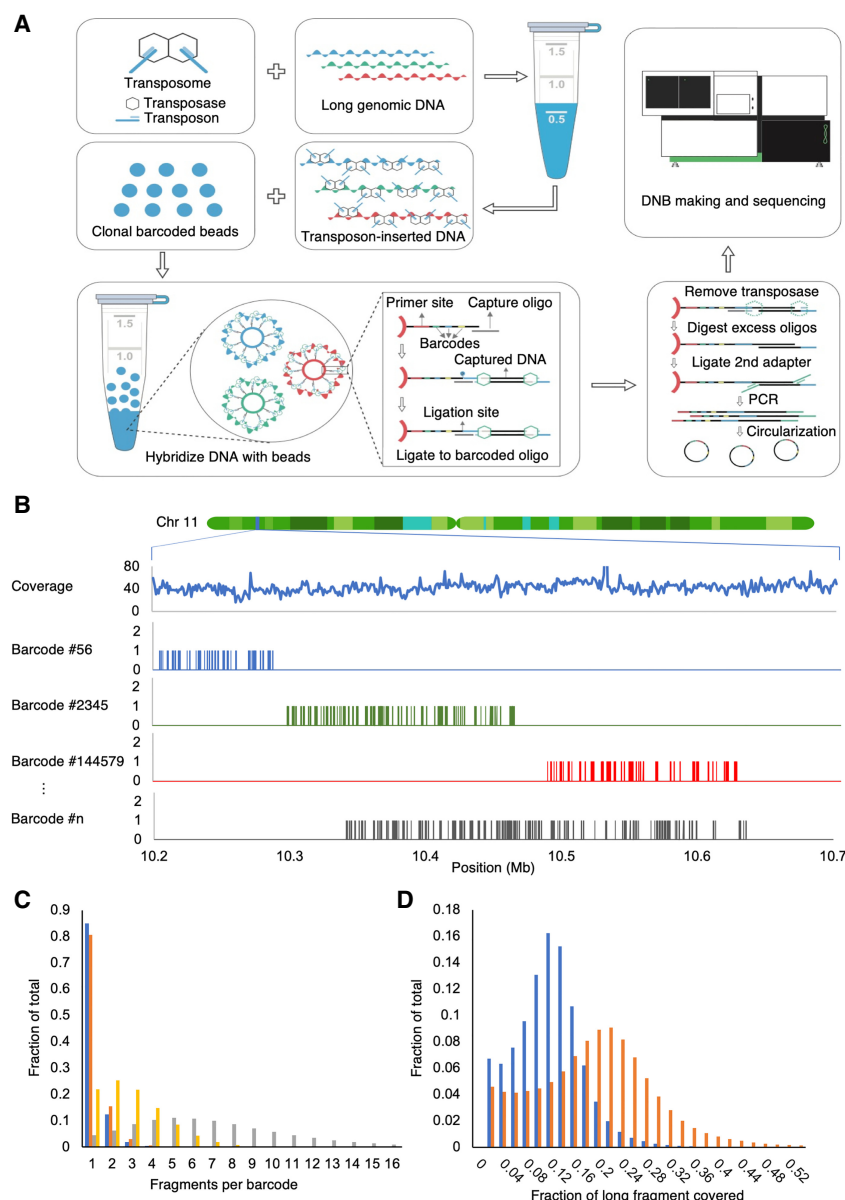 A
Transposome
Transposase
Transposon
Long genomic DNA
1.5
1.0
0.5
DNB making and sequencing
Clonal barcoded beads
Transposon-inserted DNA
1.5
1.0
Hybridize DNA with beads
Primer site
Capture oligo
Barcodes
Captured DNA
Ligation site
Ligate to barcoded oligo
Remove transposase
Digest excess oligos
Ligate 2nd adapter
PCR
Circularization
B
Chr 11
Coverage
80
40
0
Barcode #56
2
1
0
Barcode #2345
2
1
0
Barcode #144579
2
1
0
⋮
Barcode #n
2
1
0
10.2 10.3 10.4 10.5 10.6 10.7
Position (Mb)
C
Fraction of total
0.9
0.8
0.7
0.6
0.5
0.4
0.3
0.2
0.1
0
1 2 3 4 5 6 7 8 9 10 11 12 13 14 15 16
Fragments per barcode
D
Fraction of total
0.18
0.16
0.14
0.12
0.1
0.08
0.06
0.04
0.02
0
0 0.04 0.08 0.12 0.16 0.2 0.24 0.28 0.32 0.36 0.4 0.44 0.48 0.52
Fraction of long fragment covered